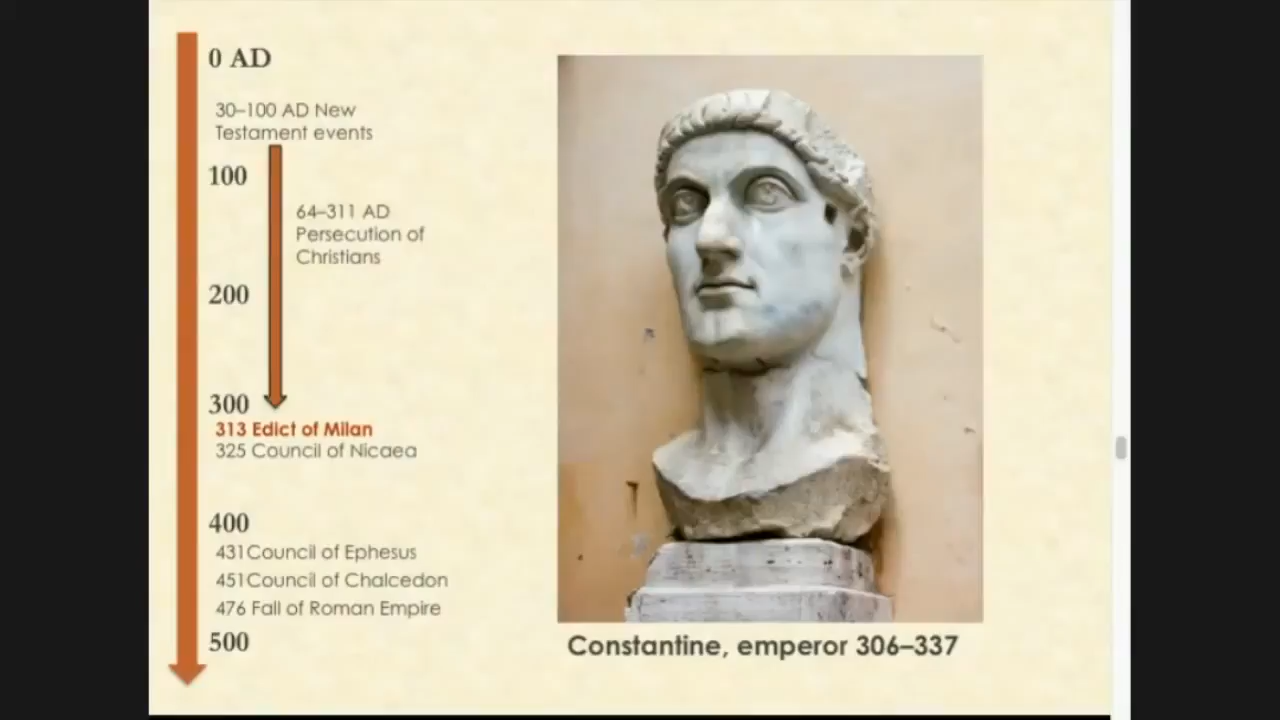 0 AD
30–100 AD New
Testament events
100
64–311 AD
Persecution of
Christians
200
300
313 Edict of Milan
325 Council of Nicaea
400
431Council of Ephesus
451Council of Chalcedon
476 Fall of Roman Empire
500
Constantine, emperor 306–337